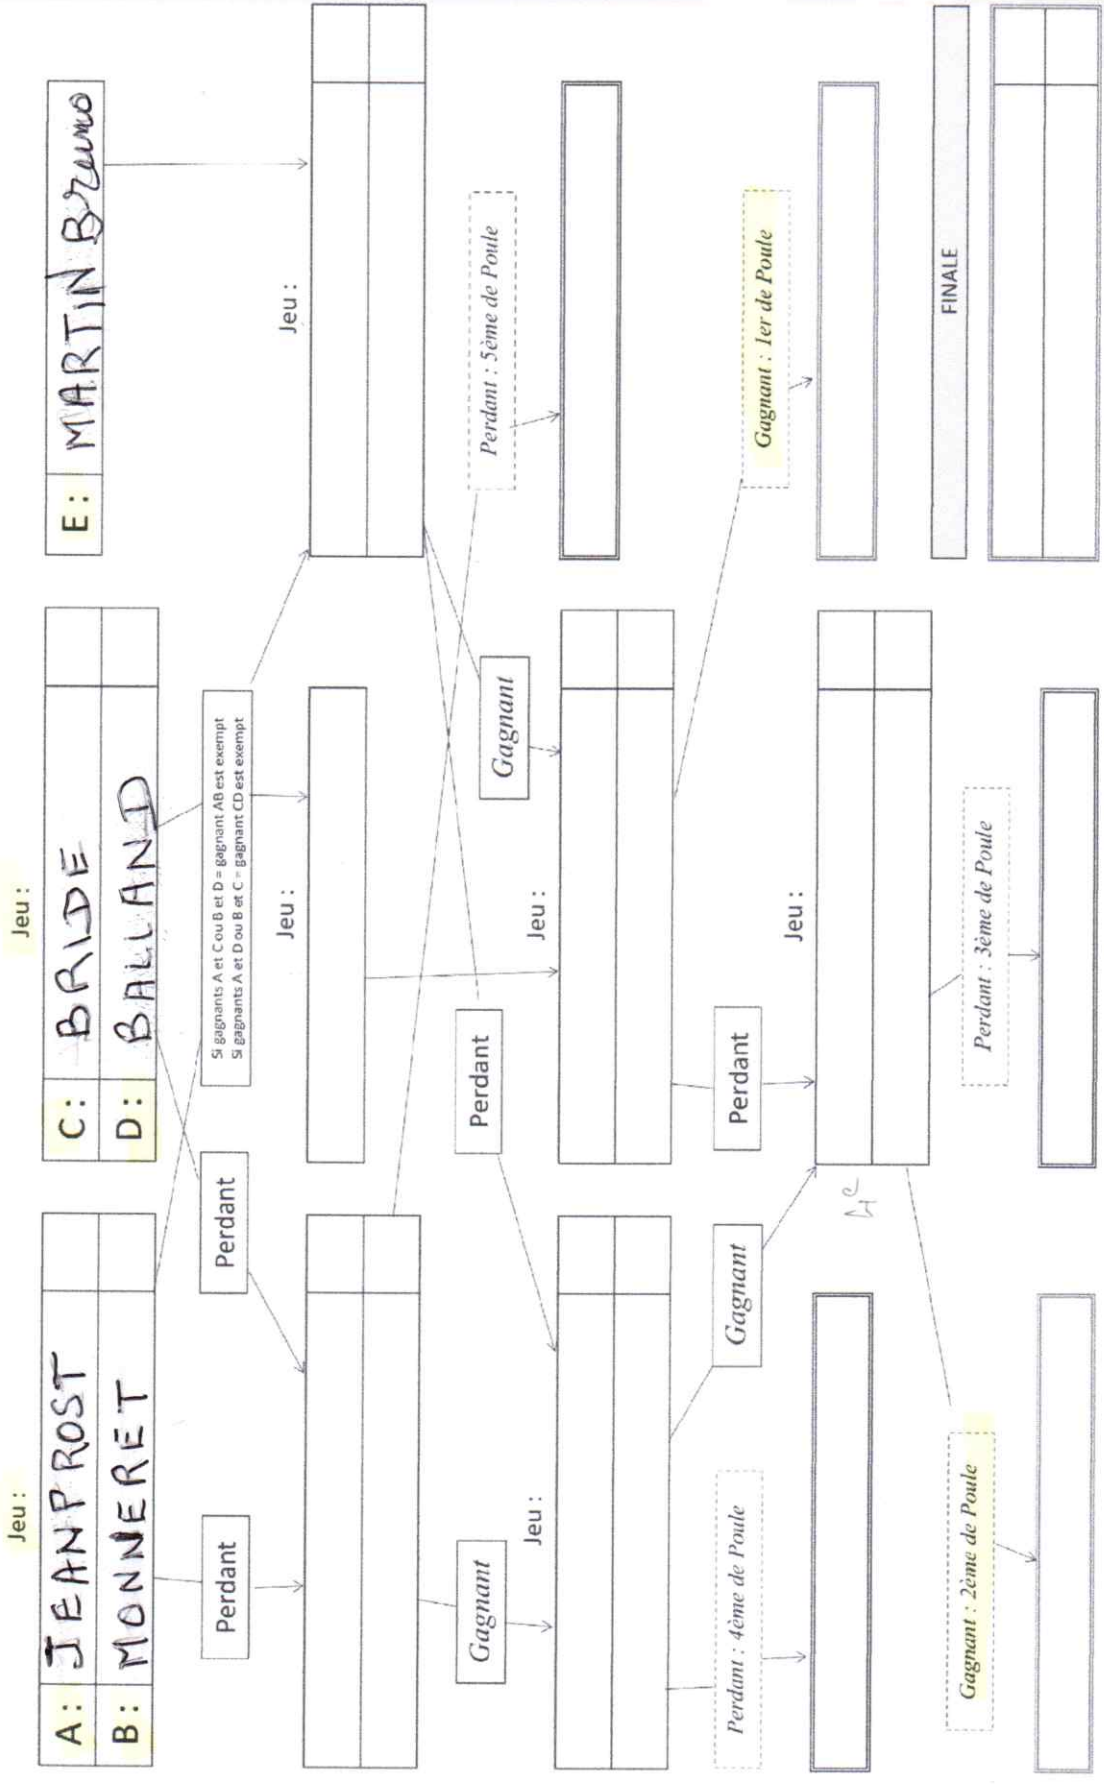 Jeu :
Jeu :
A : JEANPROST
B : MONNERET
C : BRIDE
D : BALLAND
E : MARTIN Bruno
Perdant
Perdant
Si gagnants A et C ou B et D = gagnant AB est exempt
Si gagnants A et D ou B et C = gagnant CD est exempt
Jeu :
Jeu :
Gagnant
Perdant
Gagnant
Perdant : 5ème de Poule
Jeu :
Jeu :
Perdant : 4ème de Poule
Gagnant
Perdant
Gagnant : 1er de Poule
Jeu :
Gagnant : 2ème de Poule
Perdant : 3ème de Poule
FINALE